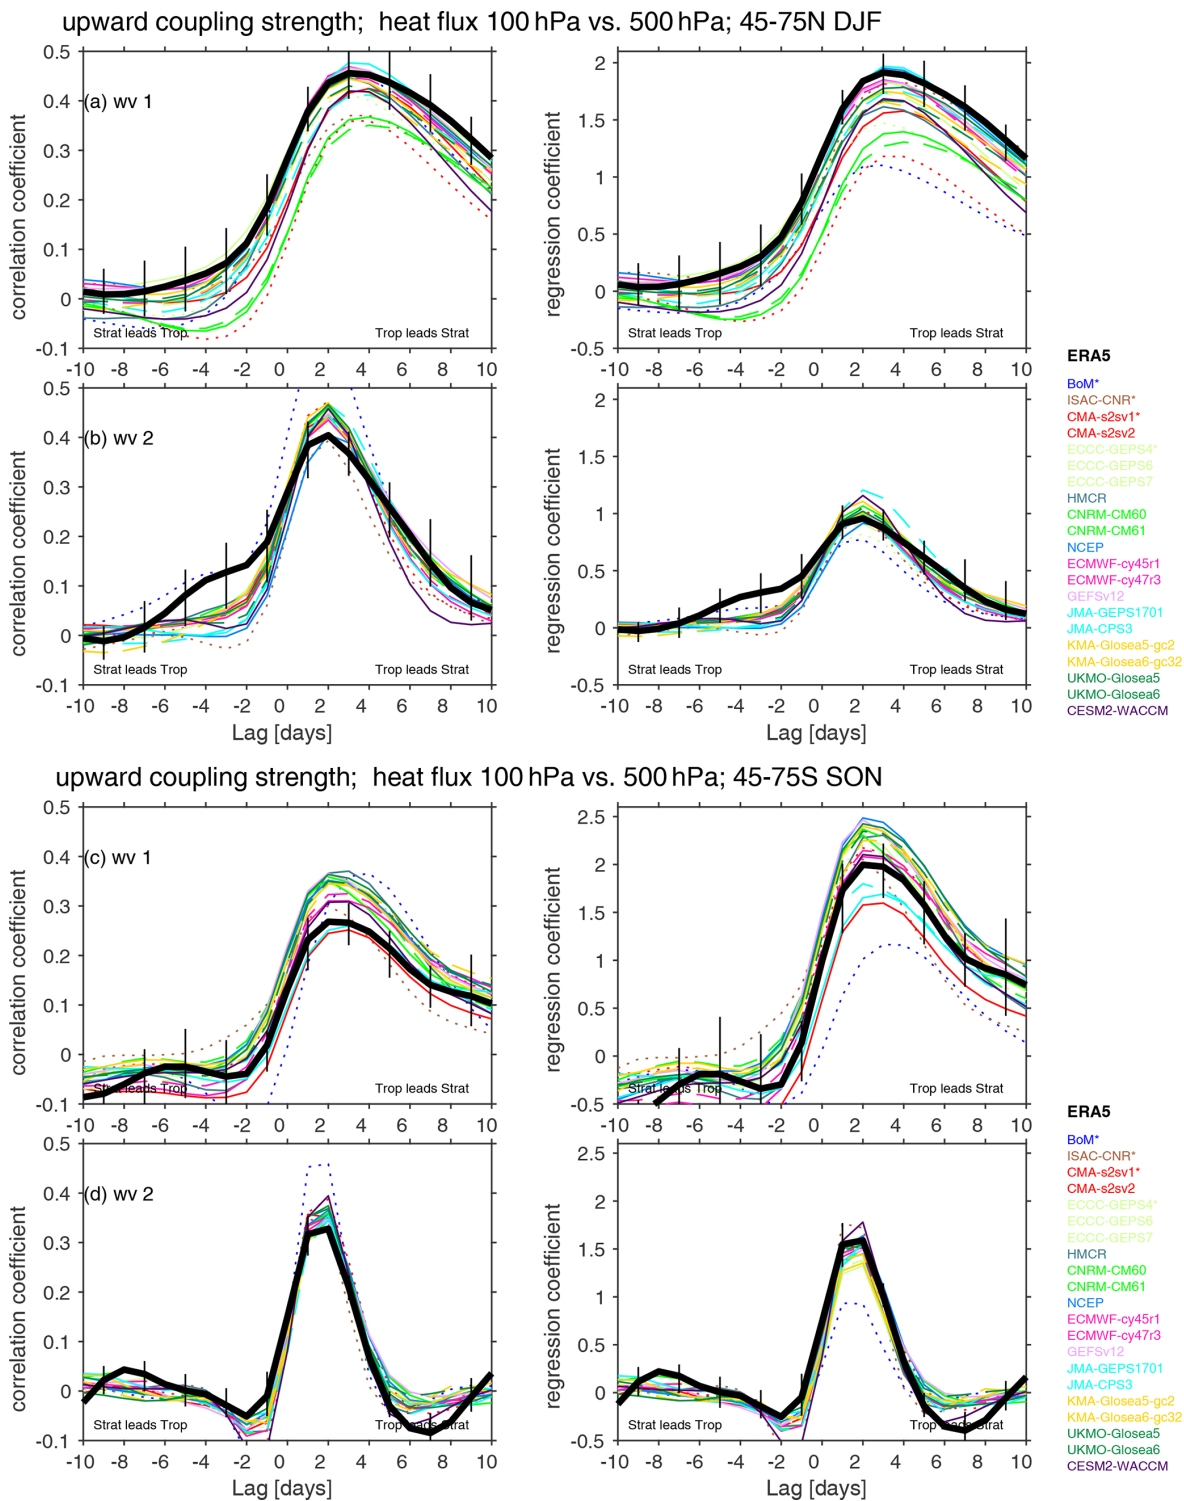 upward coupling strength;  heat flux 100 hPa vs. 500 hPa; 45-75N DJF
0.5
0.4
0.3
0.2
0.1
0
-0.1
correlation coefficient
(a) wv 1
Strat leads Trop
Trop leads Strat
-10 -8 -6 -4 -2 0 2 4 6 8 10
2
1.5
1
0.5
0
-0.5
regression coefficient
Strat leads Trop
Trop leads Strat
-10 -8 -6 -4 -2 0 2 4 6 8 10
0.5
0.4
0.3
0.2
0.1
0
-0.1
correlation coefficient
(b) wv 2
Strat leads Trop
Trop leads Strat
-10 -8 -6 -4 -2 0 2 4 6 8 10
Lag [days]
2
1.5
1
0.5
0
-0.5
regression coefficient
Strat leads Trop
Trop leads Strat
-10 -8 -6 -4 -2 0 2 4 6 8 10
Lag [days]
ERA5
BoM*
ISAC-CNR*
CMA-s2sv1*
CMA-s2sv2
ECCC-GEPS4*
ECCC-GEPS6
ECCC-GEPS7
HMCR
CNRM-CM60
CNRM-CM61
NCEP
ECMWF-cy45r1
ECMWF-cy47r3
GEFSv12
JMA-GEPS1701
JMA-CPS3
KMA-Glosea5-gc2
KMA-Glosea6-gc32
UKMO-Glosea5
UKMO-Glosea6
CESM2-WACCM
upward coupling strength;  heat flux 100 hPa vs. 500 hPa; 45-75S SON
0.5
0.4
0.3
0.2
0.1
0
-0.1
correlation coefficient
(c) wv 1
Strat leads Trop
Trop leads Strat
-10 -8 -6 -4 -2 0 2 4 6 8 10
2.5
2
1.5
1
0.5
0
-0.5
regression coefficient
Strat leads Trop
Trop leads Strat
-10 -8 -6 -4 -2 0 2 4 6 8 10
0.5
0.4
0.3
0.2
0.1
0
-0.1
correlation coefficient
(d) wv 2
Strat leads Trop
Trop leads Strat
-10 -8 -6 -4 -2 0 2 4 6 8 10
Lag [days]
2.5
2
1.5
1
0.5
0
-0.5
regression coefficient
Strat leads Trop
Trop leads Strat
-10 -8 -6 -4 -2 0 2 4 6 8 10
Lag [days]
ERA5
BoM*
ISAC-CNR*
CMA-s2sv1*
CMA-s2sv2
ECCC-GEPS4*
ECCC-GEPS6
ECCC-GEPS7
HMCR
CNRM-CM60
CNRM-CM61
NCEP
ECMWF-cy45r1
ECMWF-cy47r3
GEFSv12
JMA-GEPS1701
JMA-CPS3
KMA-Glosea5-gc2
KMA-Glosea6-gc32
UKMO-Glosea5
UKMO-Glosea6
CESM2-WACCM